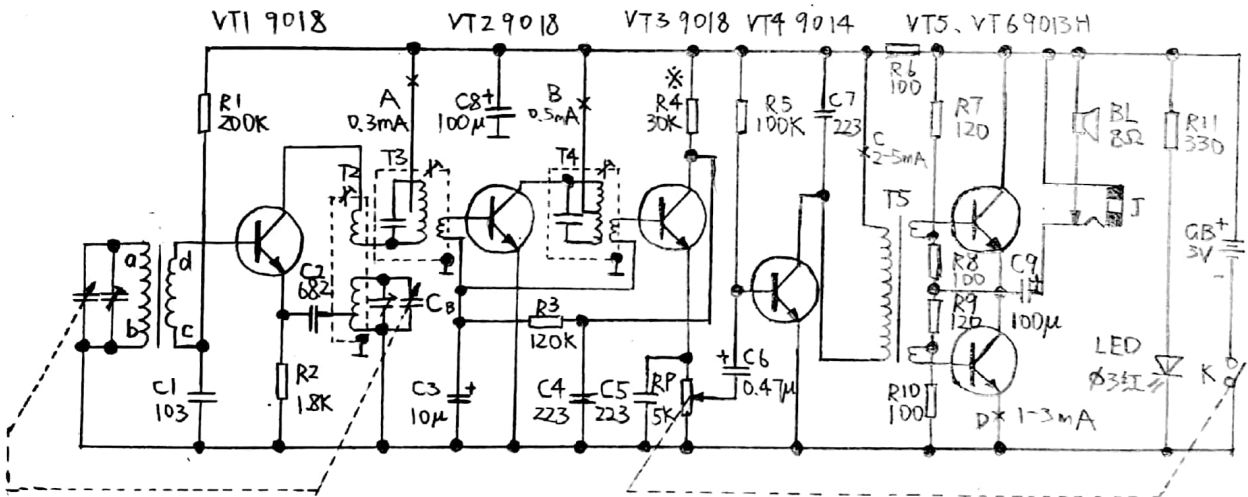 VT1 9018
VT2 9018
VT3 9018
VT4 9014
VT5、VT6 9013H
R1
200K
A
0.3mA
C8 +
100μ
B
0.5mA
※
R4
30K
R5
100K
C7
223
R6
100
C
2-5mA
R7
120
BL
8Ω
R11
330
T2
T3
T4
T5
J
GB +
3V
-
a
b
d
c
C2
682
CB
R8
100
C9
+
100μ
R9
120
R3
120K
C1
103
R2
1.8K
C3
10μ
+
C4
223
C5
223
RP
5K
+
C6
0.47μ
R10
100
D
1-3mA
LED
φ3红
K